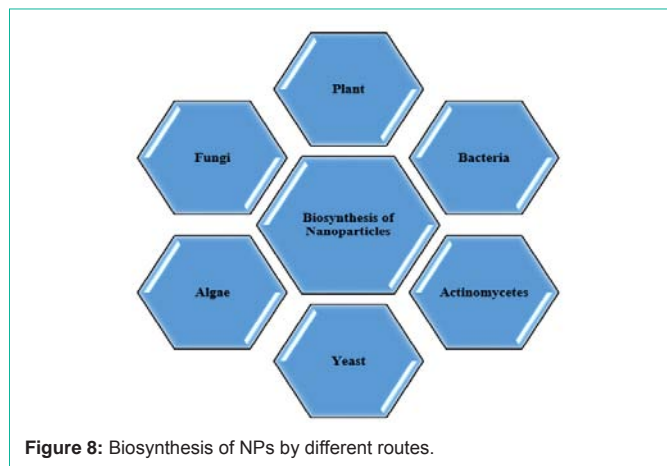 Plant
Fungi
Bacteria
Biosynthesis of
Nanoparticles
Algae
Actinomycetes
Yeast
Figure 8: Biosynthesis of NPs by different routes.